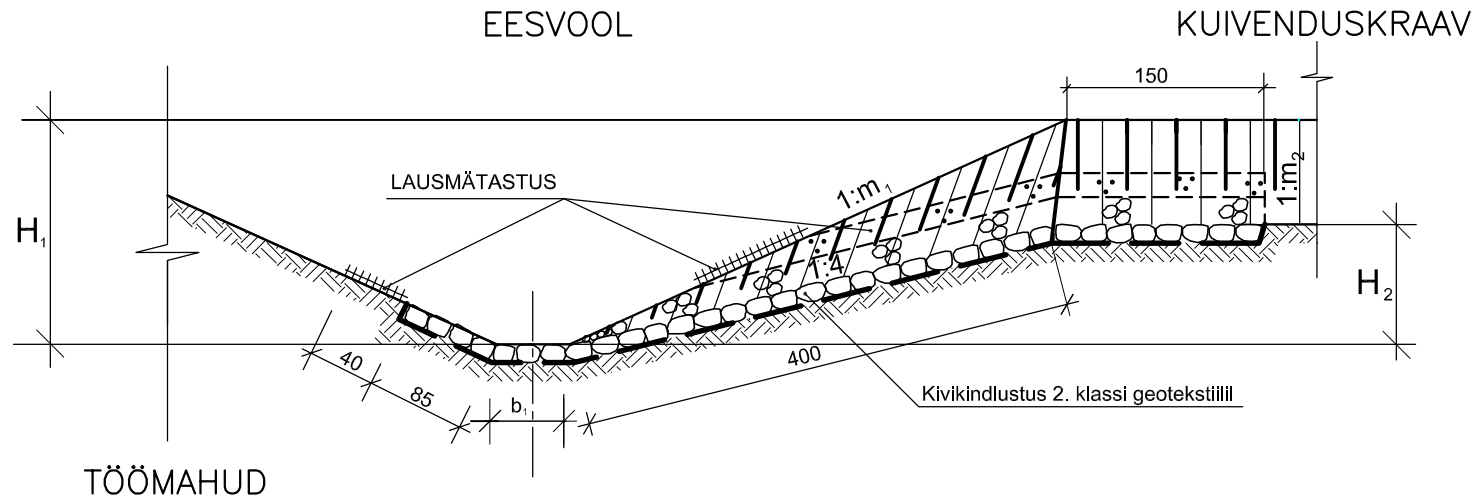 EESVOOL
KUIVENDUSKRAAV
150
LAUSMÄTASTUS
1:m₁
1:m₂
H₁
1:4
H₂
40
85
b₁
400
Kivikindlustus 2. klassi geotekstiilil
TÖÖMAHUD